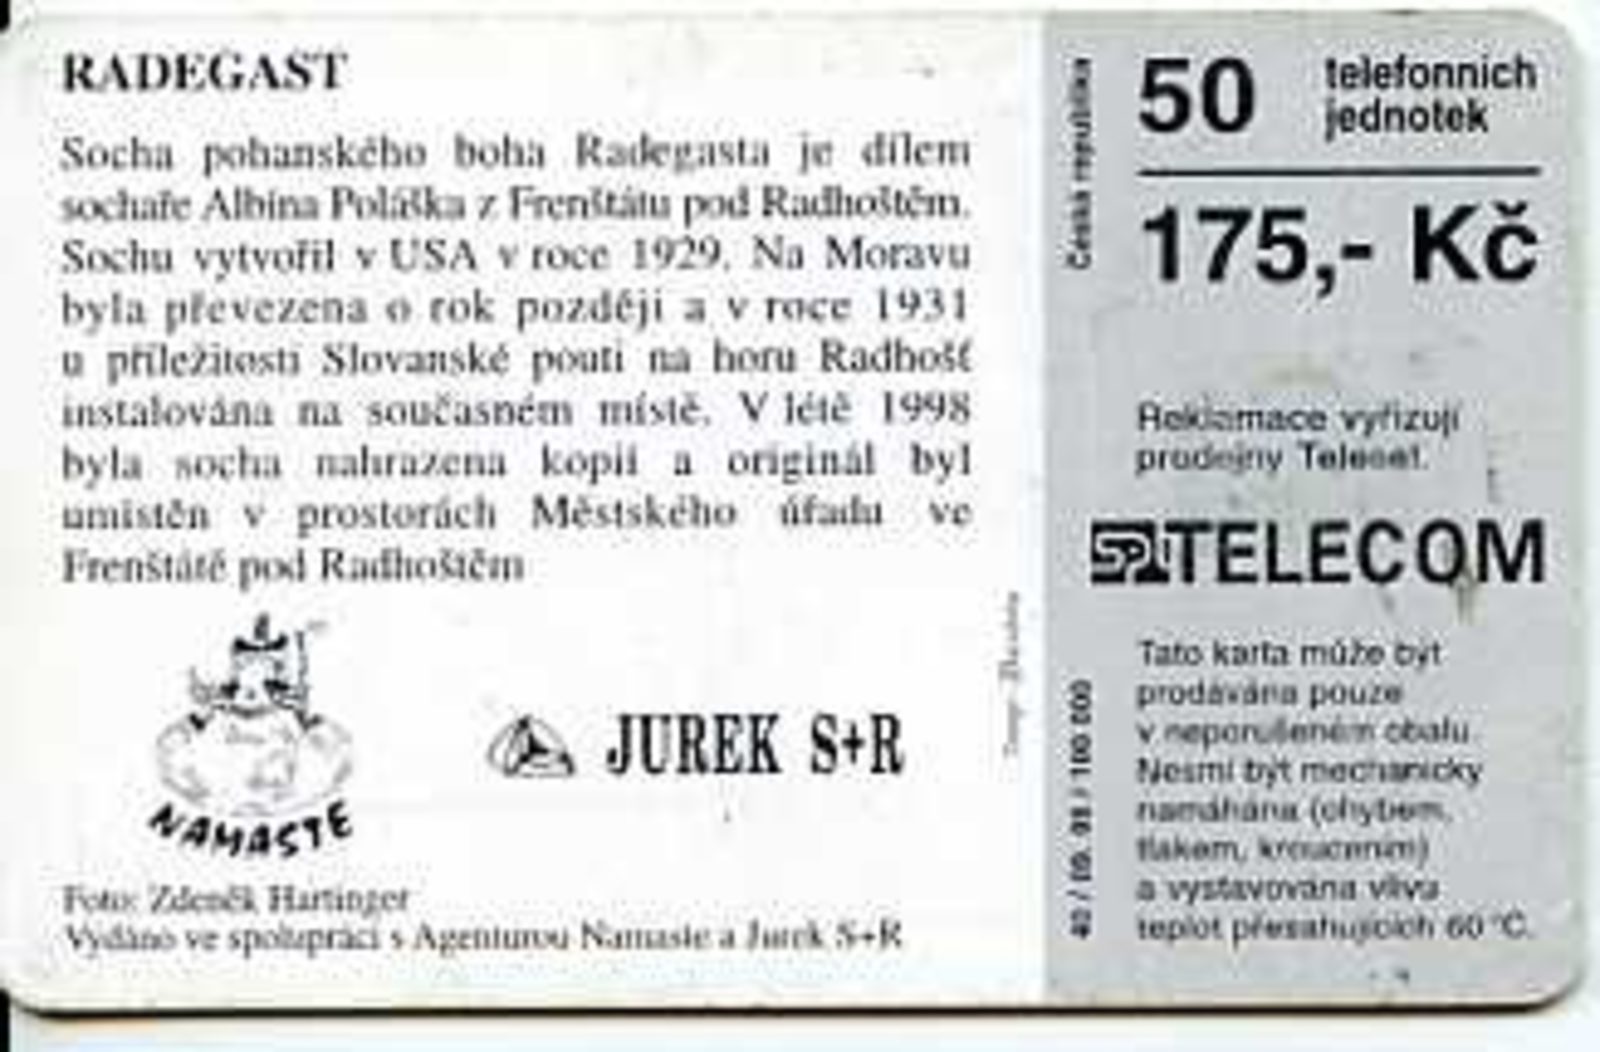 RADEGAST
Socha pohanského boha Radegasta je dílem
sochaře Albína Poláška z Frenštátu pod Radhoštěm.
Sochu vytvořil v USA v roce 1929. Na Moravu
byla převezena o rok později a v roce 1931
u příležitosti Slovanské pouti na horu Radhošť
instalována na současném místě. V létě 1998
byla socha nahrazena kopií a originál byl
umístěn v prostorách Městského úřadu ve
Frenštátě pod Radhoštěm
NAMASTE
JUREK S+R
Foto: Zdeněk Hartinger
Vydáno ve spolupráci s Agenturou Namaste a Jurek S+R
Česká republika
50 telefonních
jednotek
175,- Kč
Reklamace vyřizují
prodejny Teleset.
SPT TELECOM
Tato karta může být
prodávána pouze
v neporušeném obalu.
Nesmí být mechanicky
namáhána (ohybem,
tlakem, kroucením)
a vystavována vlivu
teplot přesahujících 60 °C.